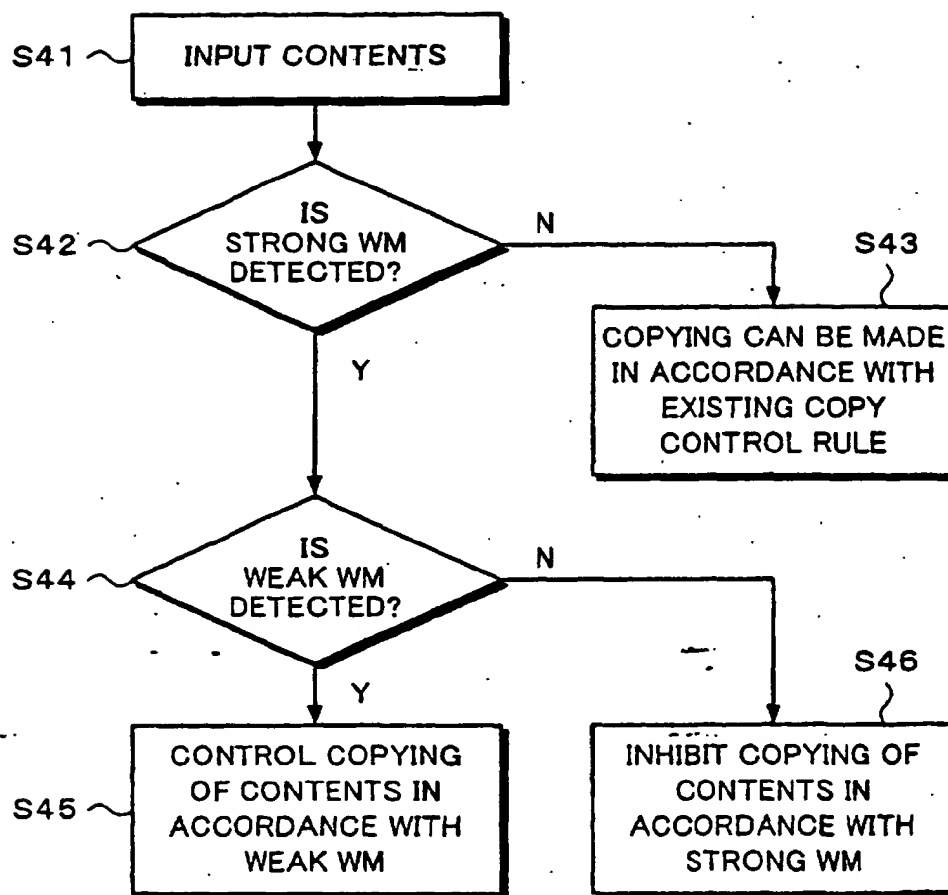 S41
INPUT CONTENTS
S42
IS
STRONG WM
DETECTED?
N
Y
S43
COPYING CAN BE MADE
IN ACCORDANCE WITH
EXISTING COPY
CONTROL RULE
S44
IS
WEAK WM
DETECTED?
N
Y
S45
CONTROL COPYING
OF CONTENTS IN
ACCORDANCE WITH
WEAK WM
S46
INHIBIT COPYING OF
CONTENTS IN
ACCORDANCE WITH
STRONG WM